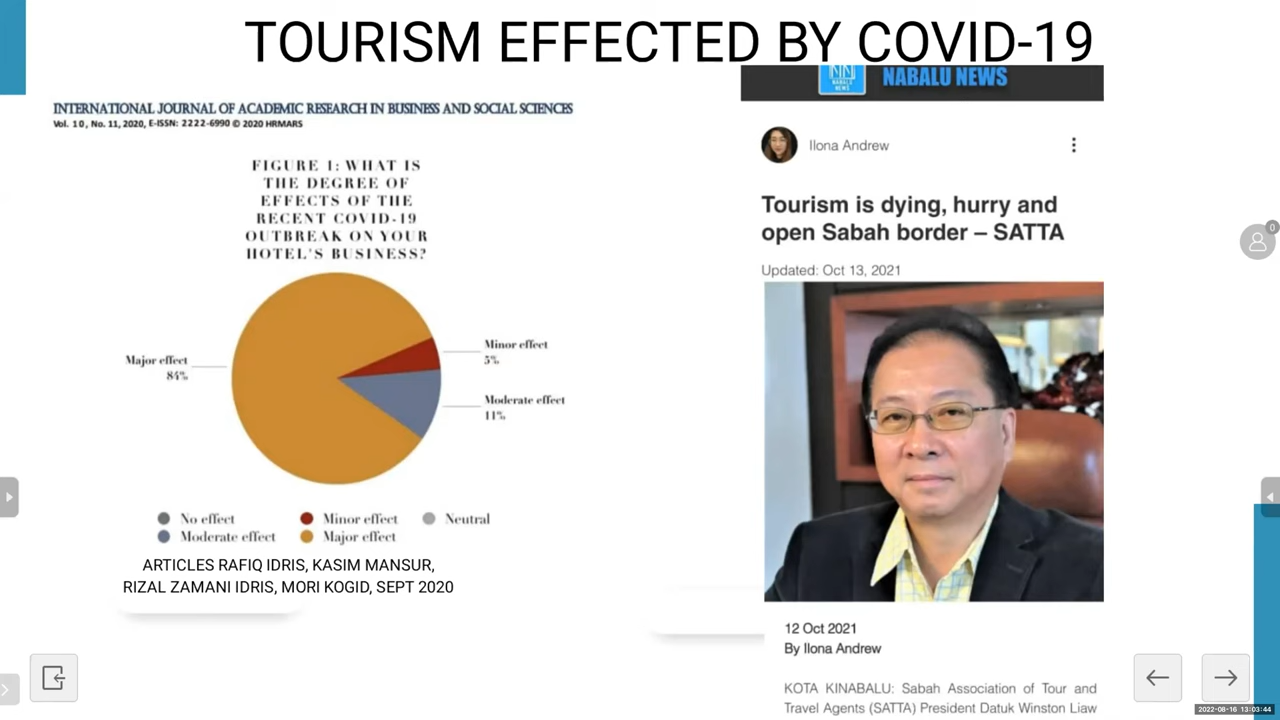 TOURISM EFFECTED BY COVID-19
INTERNATIONAL JOURNAL OF ACADEMIC RESEARCH IN BUSINESS AND SOCIAL SCIENCES
Vol. 10, No. 11, 2020, E-ISSN: 2222-6990 © 2020 HRMARS
FIGURE 1: WHAT IS
THE DEGREE OF
EFFECTS OF THE
RECENT COVID-19
OUTBREAK ON YOUR
HOTEL'S BUSINESS?
Major effect
84%
Minor effect
5%
Moderate effect
11%
No effect
Minor effect
Neutral
Moderate effect
Major effect
ARTICLES RAFIQ IDRIS, KASIM MANSUR,
RIZAL ZAMANI IDRIS, MORI KOGID, SEPT 2020
NN
NABALU
NEWS
NABALU NEWS
Ilona Andrew
Tourism is dying, hurry and
open Sabah border – SATTA
Updated: Oct 13, 2021
12 Oct 2021
By Ilona Andrew
KOTA KINABALU: Sabah Association of Tour and
Travel Agents (SATTA) President Datuk Winston Liaw
0
2022-08-16 13:03:44